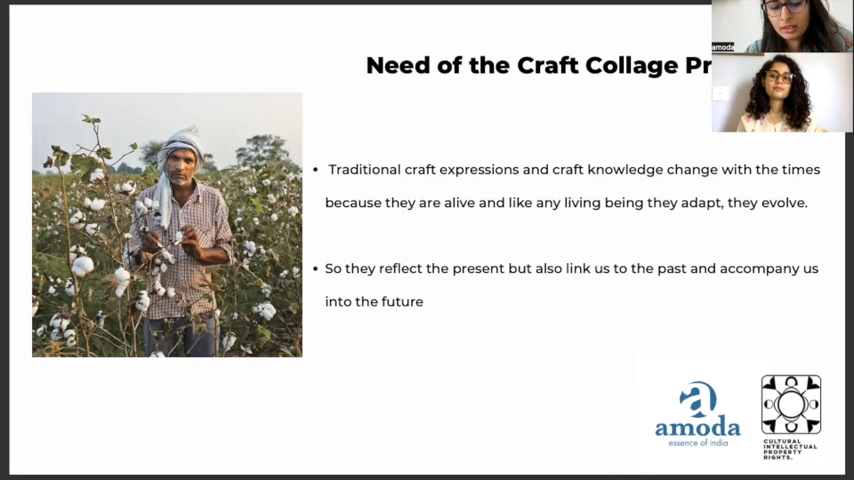 amoda
Need of the Craft Collage Pr
• Traditional craft expressions and craft knowledge change with the times
because they are alive and like any living being they adapt, they evolve.
• So they reflect the present but also link us to the past and accompany us
into the future
amoda
essence of india
CULTURAL
INTELLECTUAL
PROPERTY
RIGHTS.